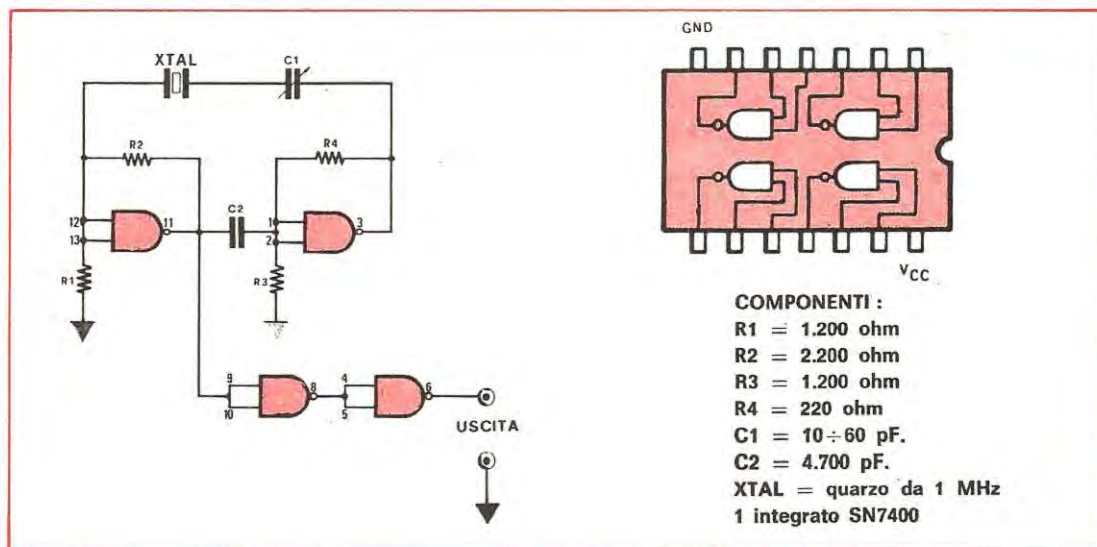 GND
XTAL
C1
R2
R4
12
13
11
C2
1
2
3
R1
R3
VCC
9
10
8
4
5
6
USCITA
COMPONENTI :
R1 = 1.200 ohm
R2 = 2.200 ohm
R3 = 1.200 ohm
R4 = 220 ohm
C1 = 10÷60 pF.
C2 = 4.700 pF.
XTAL = quarzo da 1 MHz
1 integrato SN7400